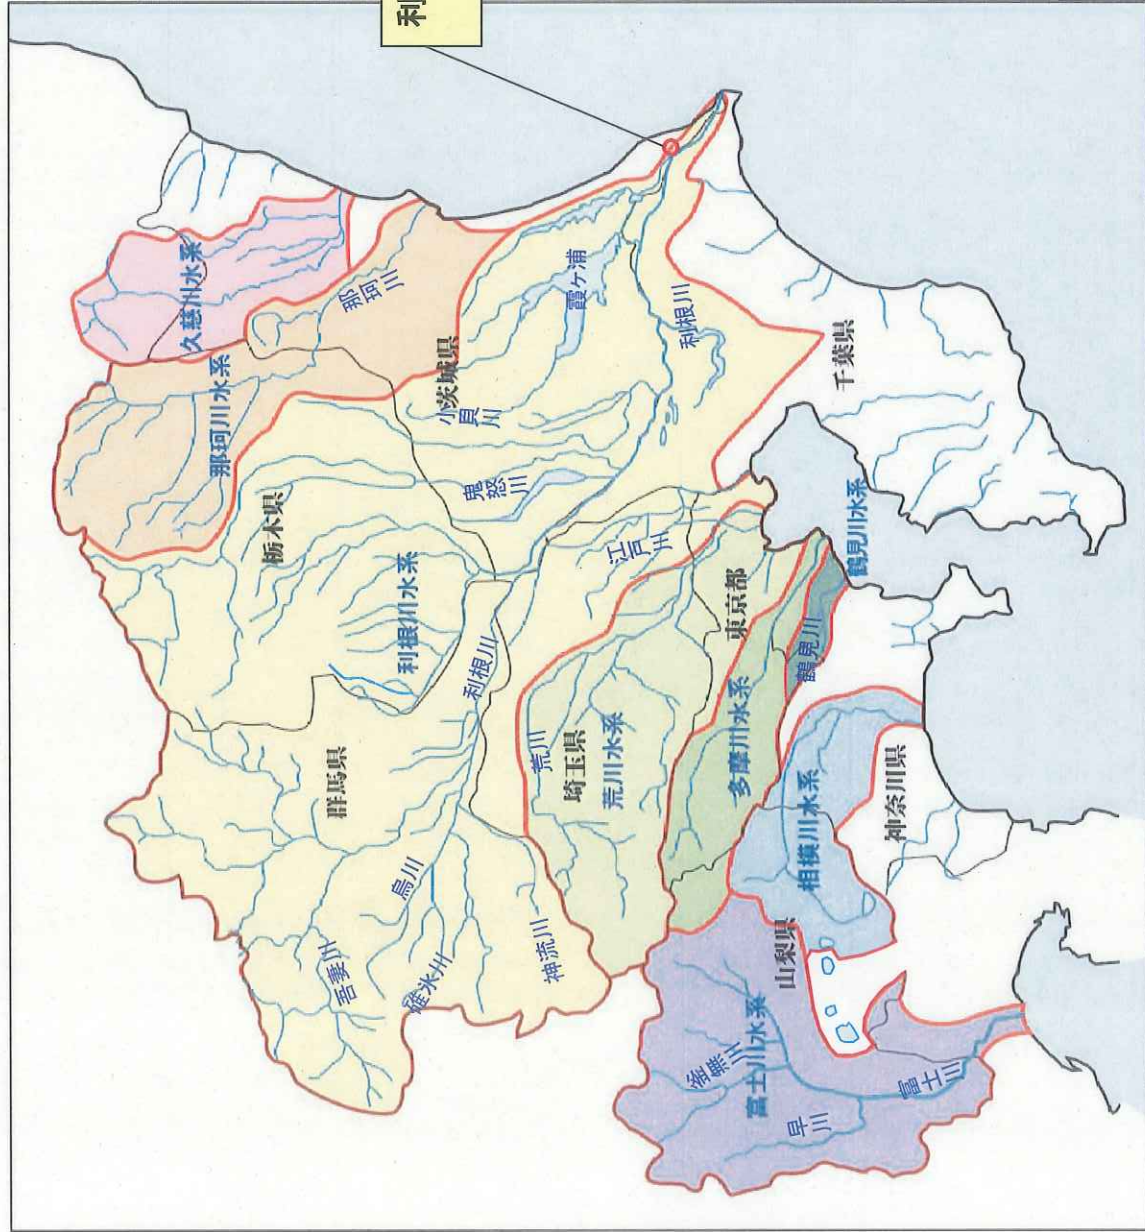 利
久慈川水系
那珂川水系
那珂川
栃木県
茨城県
小貝川
霞ヶ浦
鬼怒川
利根川
利根川水系
群馬県
利根川
江戸川
千葉県
吾妻川
烏川
碓氷川
神流川
荒川
埼玉県
荒川水系
東京都
多摩川水系
鶴見川
鶴見川水系
相模川水系
神奈川県
山梨県
釜無川
富士川水系
早川
富士川